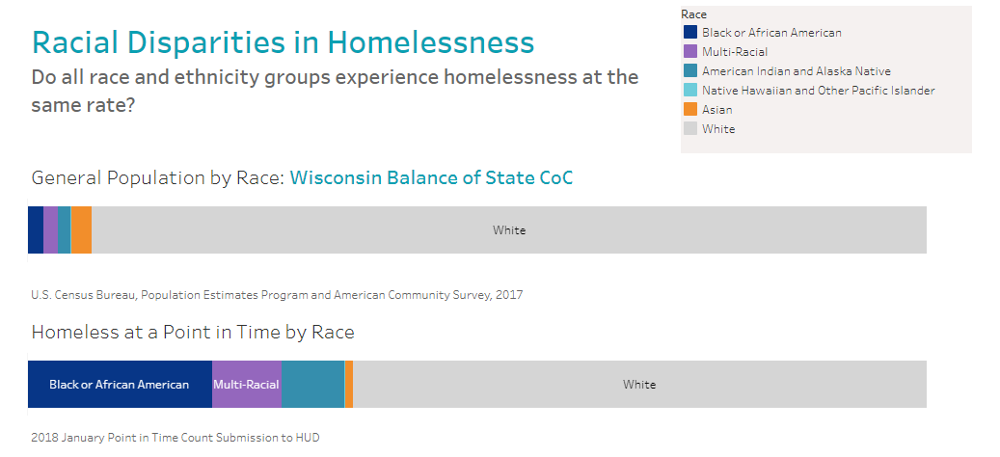 Racial Disparities in Homelessness
Do all race and ethnicity groups experience homelessness at the
same rate?
Race
Black or African American
Multi-Racial
American Indian and Alaska Native
Native Hawaiian and Other Pacific Islander
Asian
White
General Population by Race: Wisconsin Balance of State CoC
White
U.S. Census Bureau, Population Estimates Program and American Community Survey, 2017
Homeless at a Point in Time by Race
Black or African American Multi-Racial White
2018 January Point in Time Count Submission to HUD